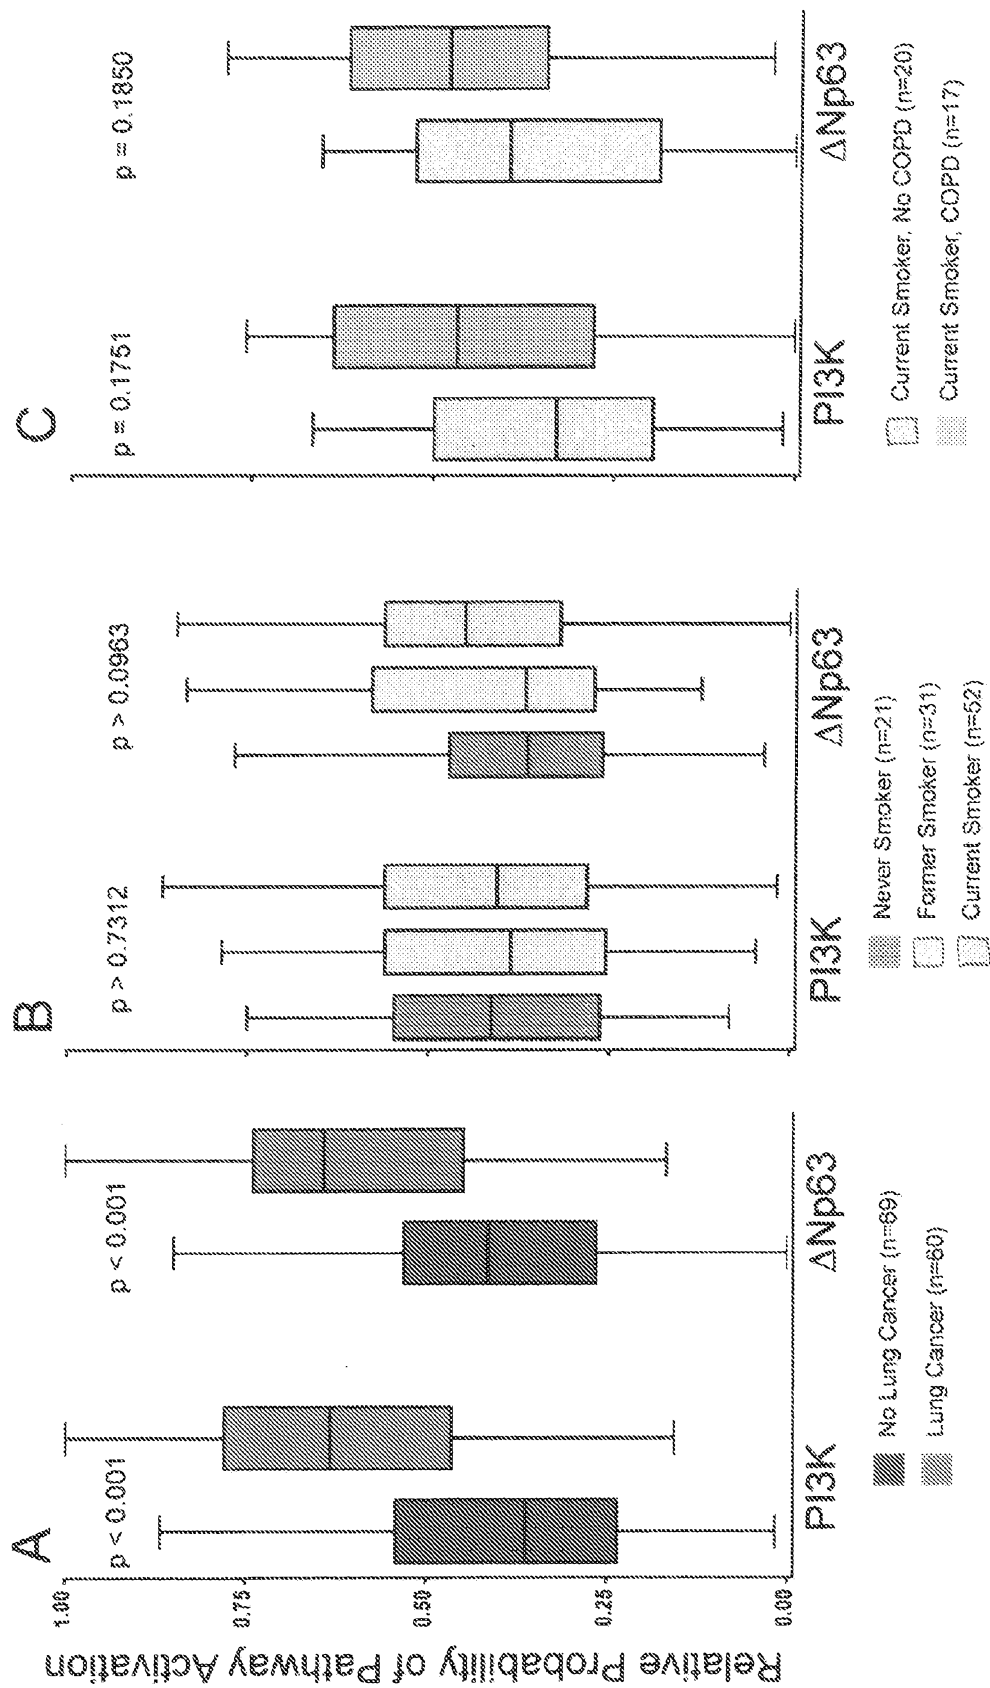 Relative Probability of Pathway Activation
1.00
0.75
0.50
0.25
0.00
A
p < 0.001
p < 0.001
PI3K
ΔNp63
No Lung Cancer (n=69)
Lung Cancer (n=60)
B
p > 0.7312
p > 0.0963
PI3K
ΔNp63
Never Smoker (n=21)
Former Smoker (n=31)
Current Smoker (n=52)
C
p = 0.1751
p = 0.1850
PI3K
ΔNp63
Current Smoker, No COPD (n=20)
Current Smoker, COPD (n=17)